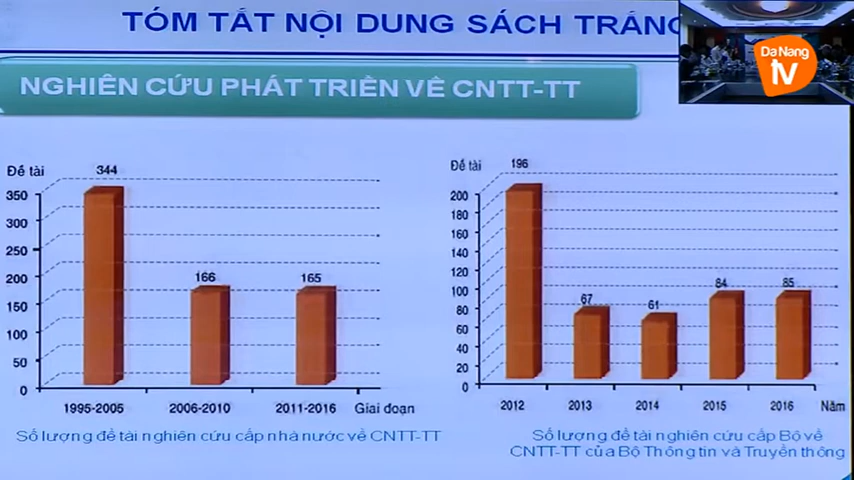 TÓM TẮT NỘI DUNG SÁCH TRẮNG
Da Nang
tv
NGHIÊN CỨU PHÁT TRIỂN VỀ CNTT-TT
Đề tài
344
350
300
250
200
150
100
50
0
166
165
1995-2005 2006-2010 2011-2016 Giai đoạn
Số lượng đề tài nghiên cứu cấp nhà nước về CNTT-TT
Đề tài
196
200
180
160
140
120
100
80
60
40
20
0
67
61
84
85
2012 2013 2014 2015 2016 Năm
Số lượng đề tài nghiên cứu cấp Bộ về
CNTT-TT của Bộ Thông tin và Truyền thông